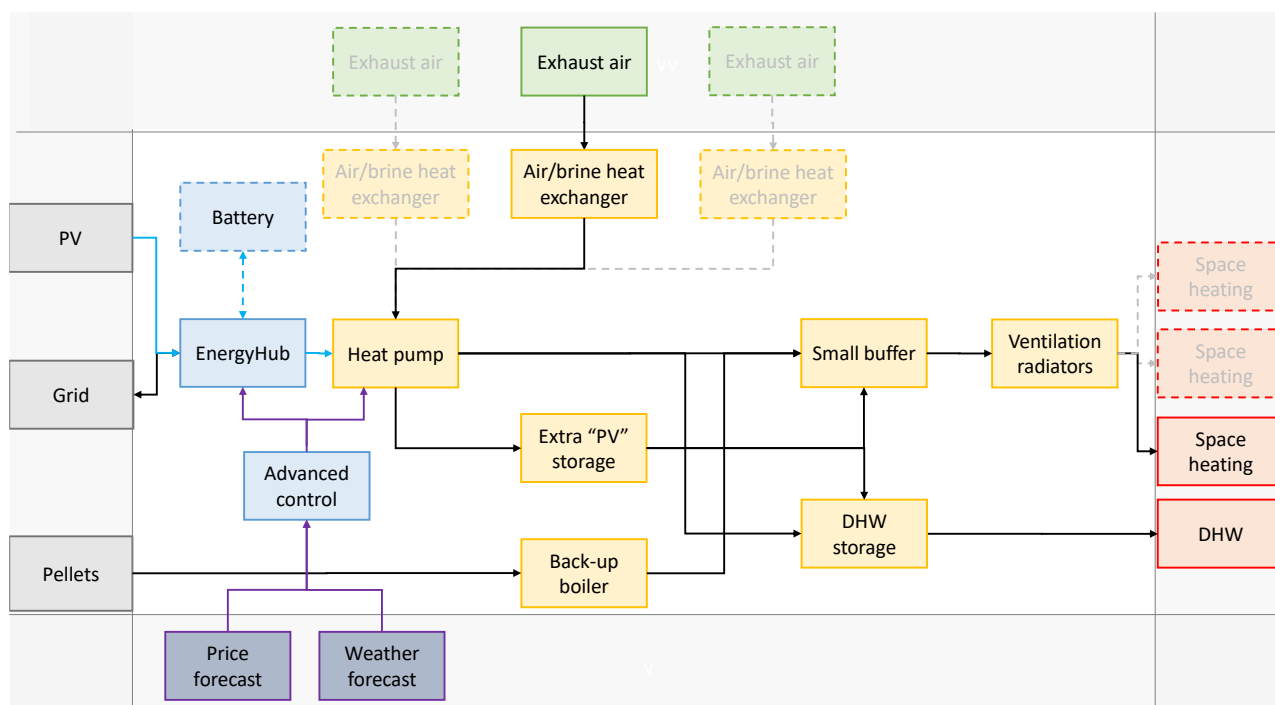 Exhaust air
Exhaust air
vv
Exhaust air
Air/brine heat
exchanger
Air/brine heat
exchanger
Air/brine heat
exchanger
PV
Battery
Space
heating
EnergyHub
Heat pump
Small buffer
Ventilation
radiators
Space
heating
Grid
Extra “PV”
storage
Space
heating
Advanced
control
DHW
storage
DHW
Pellets
Back-up
boiler
Price
forecast
Weather
forecast
v